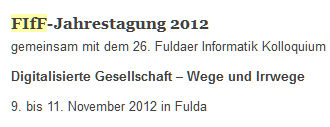 FIfF-Jahrestagung 2012
gemeinsam mit dem 26. Fuldaer Informatik Kolloquium
Digitalisierte Gesellschaft – Wege und Irrwege
9. bis 11. November 2012 in Fulda